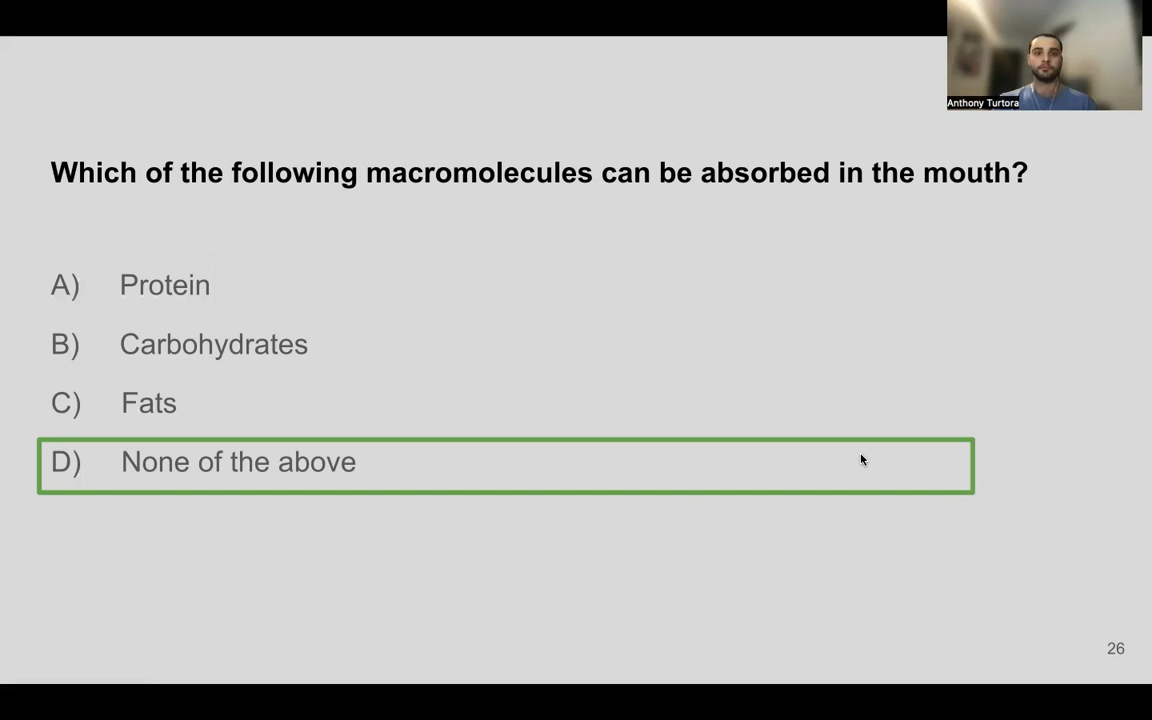 Anthony Turtora
Which of the following macromolecules can be absorbed in the mouth?
A) Protein
B) Carbohydrates
C) Fats
D) None of the above
26